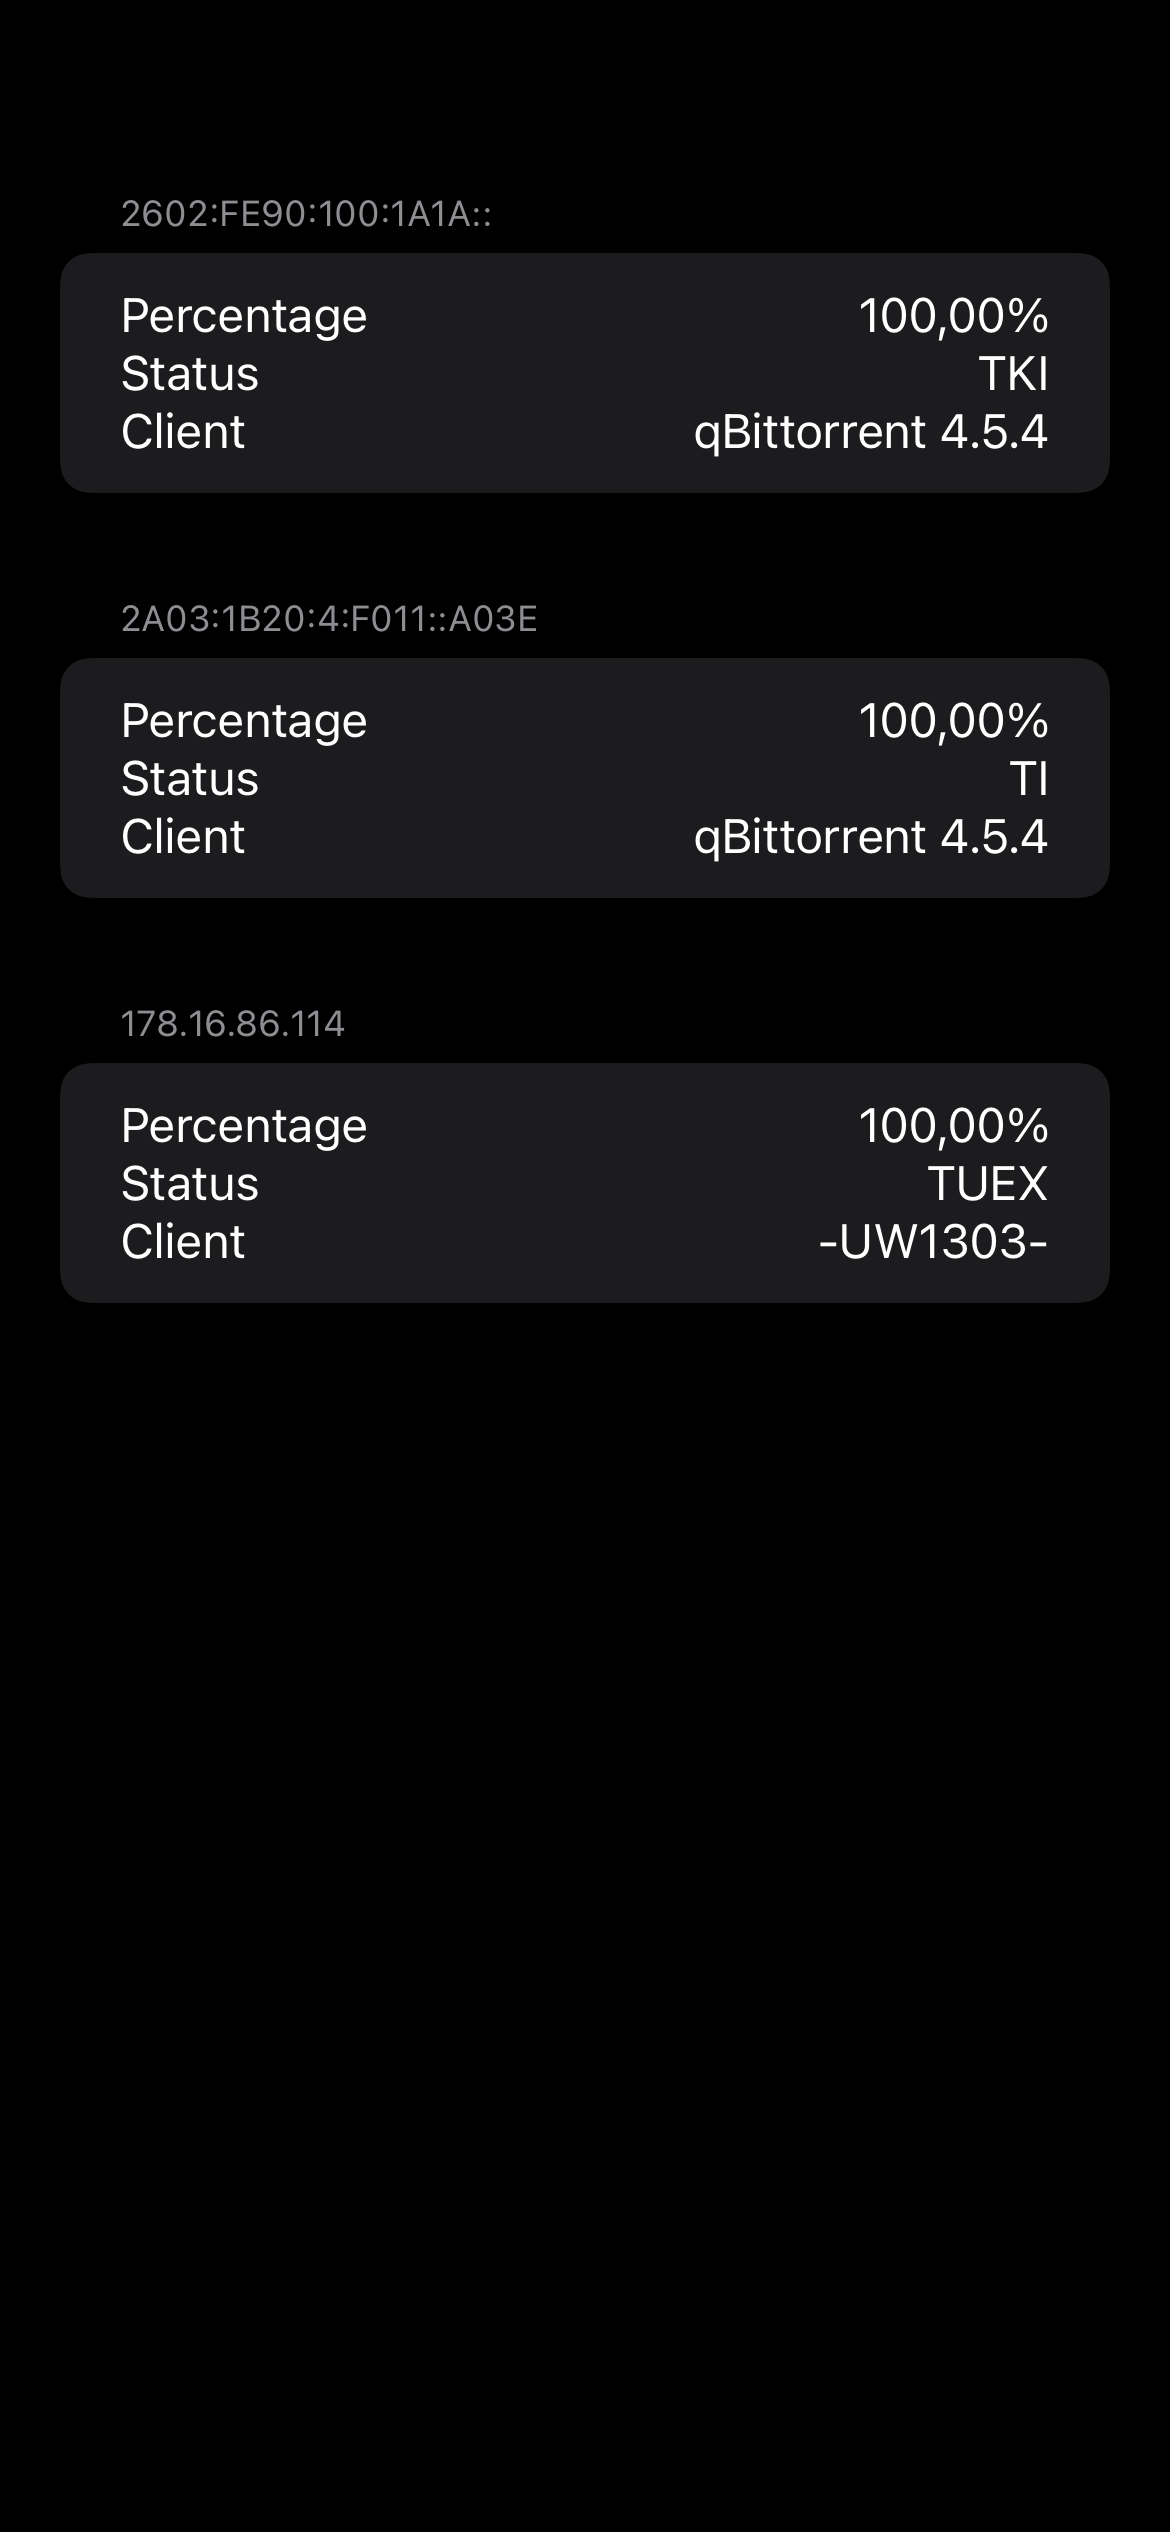 2602:FE90:100:1A1A::
Percentage 100,00%
Status TKI
Client qBittorrent 4.5.4
2A03:1B20:4:F011::A03E
Percentage 100,00%
Status TI
Client qBittorrent 4.5.4
178.16.86.114
Percentage 100,00%
Status TUEX
Client -UW1303-